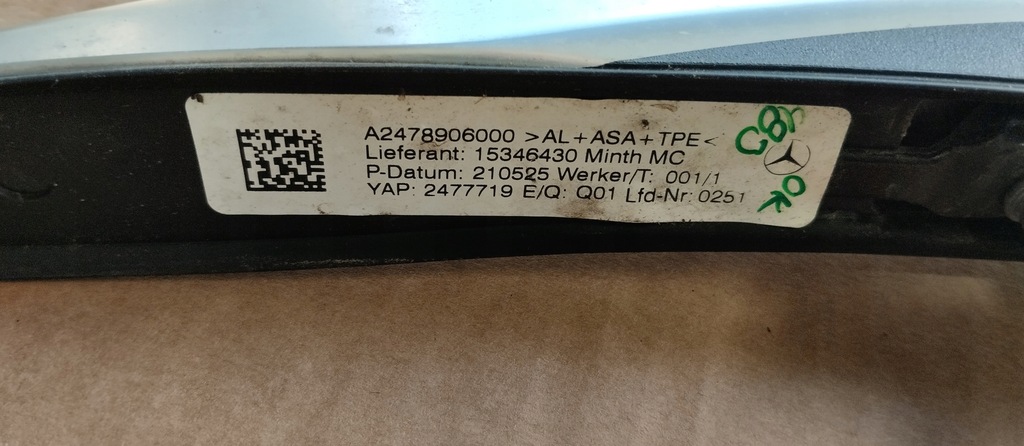 A2478906000 >AL+ASA+TPE<
Lieferant: 15346430 Minth MC
P-Datum: 210525 Werker/T: 001/1
YAP: 2477719 E/Q: Q01 Lfd-Nr: 0251
OK